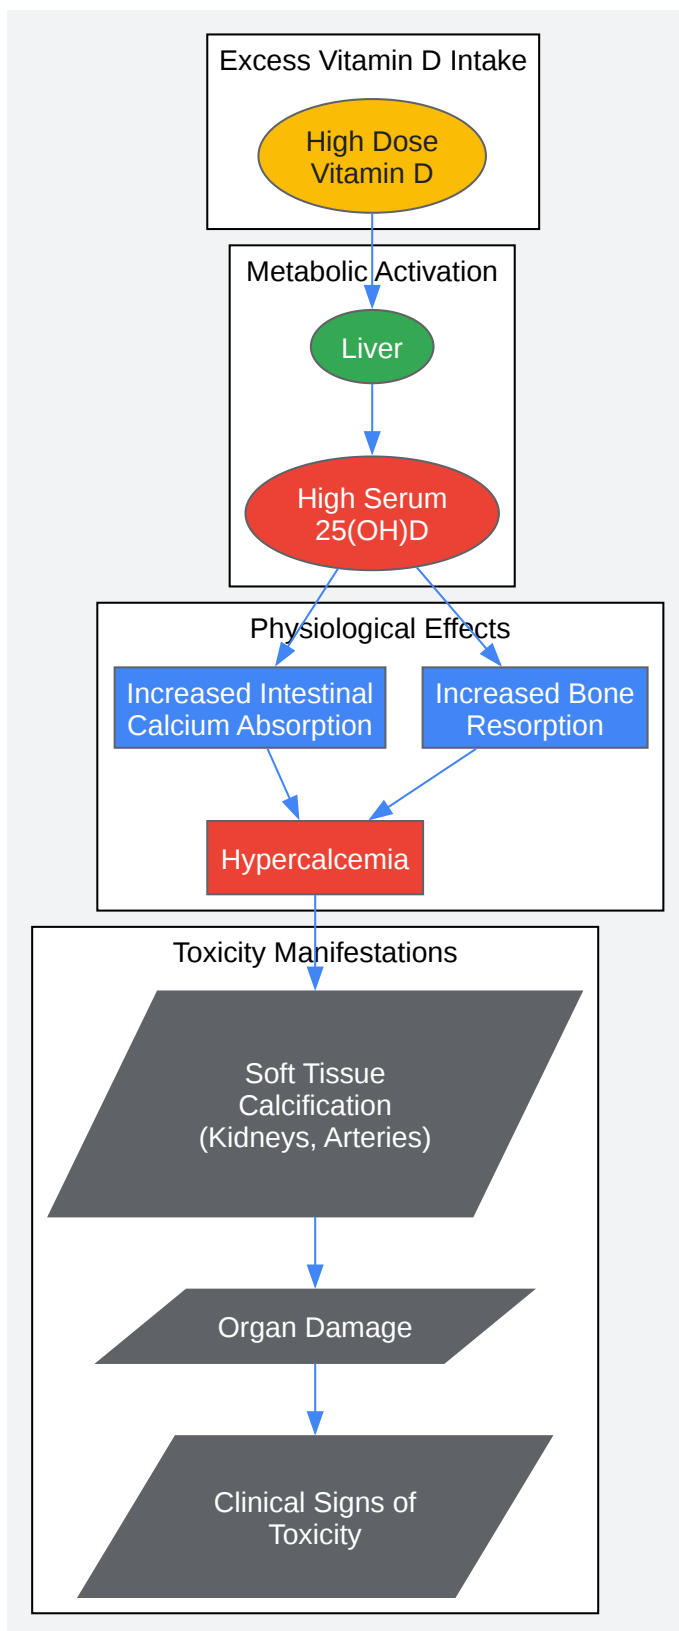 Excess Vitamin D Intake
High Dose
Vitamin D
Metabolic Activation
Liver
High Serum
25(OH)D
Physiological Effects
Increased Intestinal
Calcium Absorption
Increased Bone
Resorption
Hypercalcemia
Toxicity Manifestations
Soft Tissue
Calcification
(Kidneys, Arteries)
Organ Damage
Clinical Signs of
Toxicity